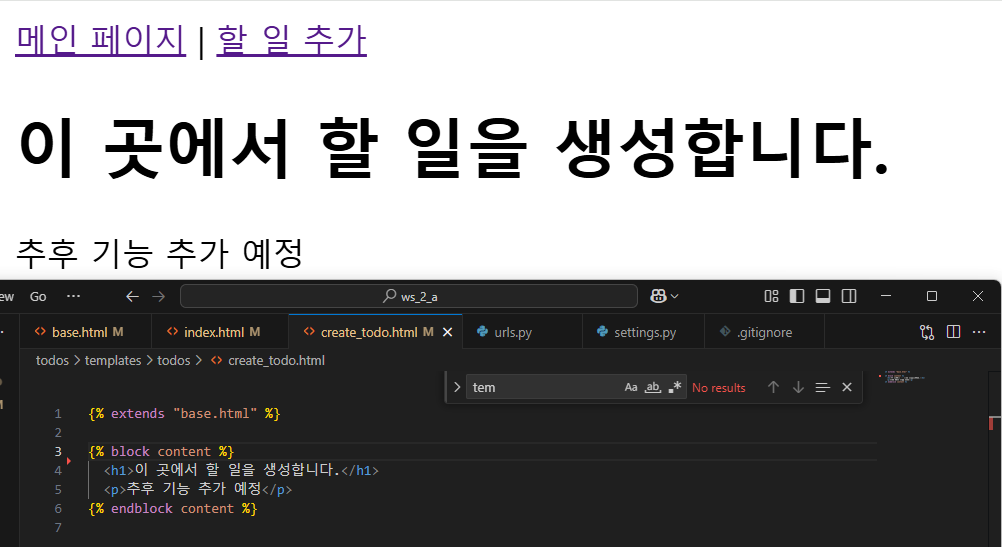 메인 페이지 | 할 일 추가
이 곳에서 할 일을 생성합니다.
추후 기능 추가 예정
ew Go ··· ws_2_a
base.html M index.html M create_todo.html M urls.py settings.py .gitignore
todos > templates > todos > create_todo.html
tem Aa ab No results
1 {% extends "base.html" %}
2
3 {% block content %}
4 <h1>이 곳에서 할 일을 생성합니다.</h1>
5 <p>추후 기능 추가 예정</p>
6 {% endblock content %}
7